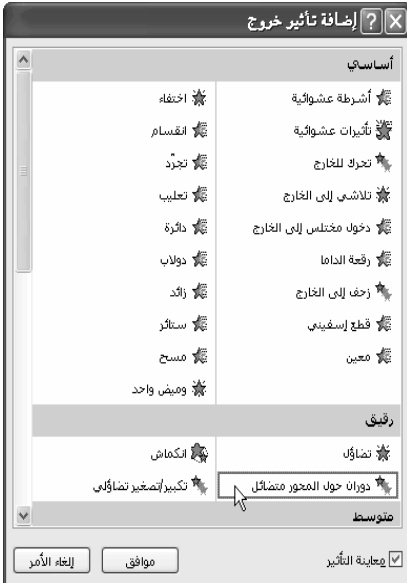 إضافة تأثير خروج
أساسي
أشرطة عشوائية اختفاء
تأثيرات عشوائية انقسام
تحرك للخارج تجرّد
تلاشي إلى الخارج تعليب
دخول مختلس إلى الخارج دائرة
رقعة الداما دولاب
زحف إلى الخارج زائد
قطع إسفيني ستائر
معين مسح
وميض واحد
رقيق
تضاؤل انكماش
دوران حول المحور متضائل تكبير/تصغير تضاؤلي
متوسط
معاينة التأثير موافق إلغاء الأمر